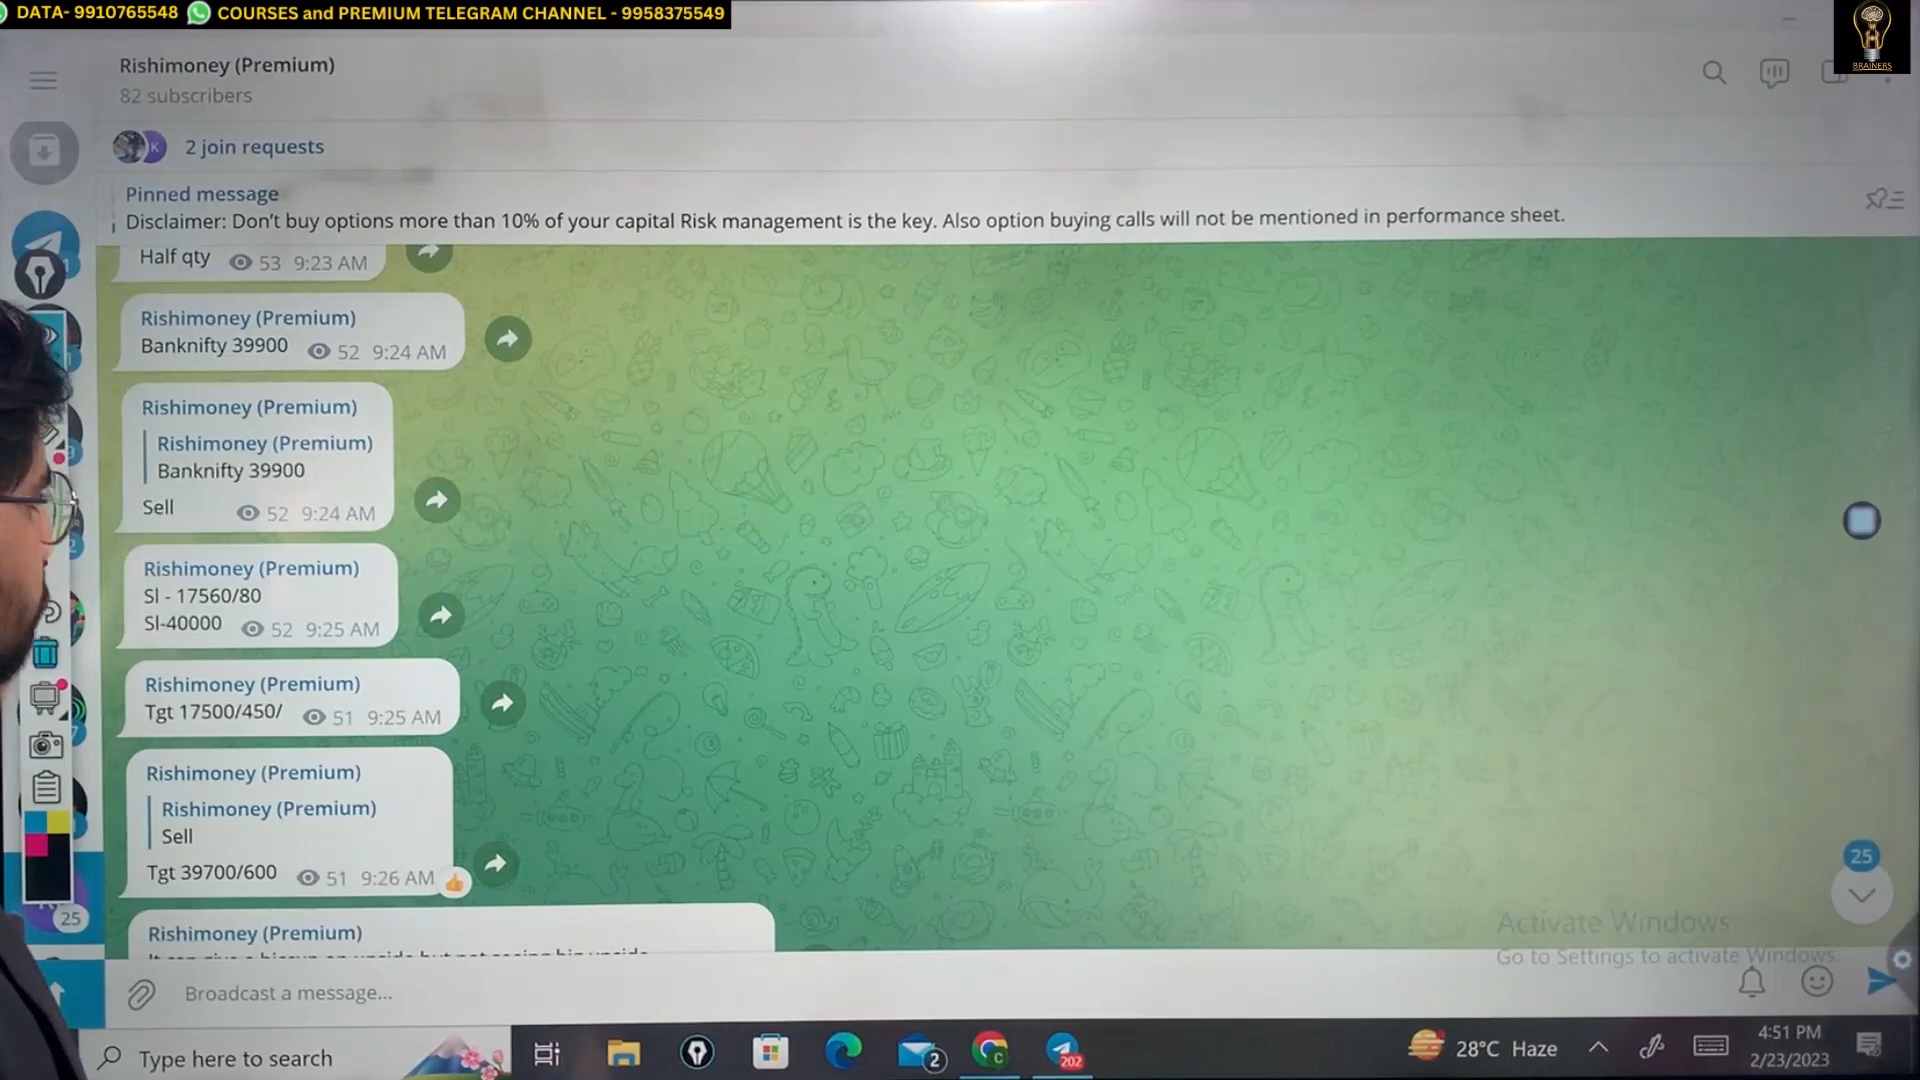 DATA- 9910765548 COURSES and PREMIUM TELEGRAM CHANNEL - 9958375549
BRAINERS
Rishimoney (Premium)
82 subscribers
K
2 join requests
Pinned message
Disclaimer: Don't buy options more than 10% of your capital Risk management is the key. Also option buying calls will not be mentioned in performance sheet.
Half qty 53 9:23 AM
Rishimoney (Premium)
Banknifty 39900 52 9:24 AM
Rishimoney (Premium)
Rishimoney (Premium)
Banknifty 39900
Sell 52 9:24 AM
Rishimoney (Premium)
Sl - 17560/80
Sl-40000 52 9:25 AM
Rishimoney (Premium)
Tgt 17500/450/ 51 9:25 AM
Rishimoney (Premium)
Rishimoney (Premium)
Sell
Tgt 39700/600 51 9:26 AM
25
25
Rishimoney (Premium)
Activate Windows
Go to Settings to activate Windows.
Broadcast a message...
Type here to search
2
C
202
28°C Haze
4:51 PM
2/23/2023